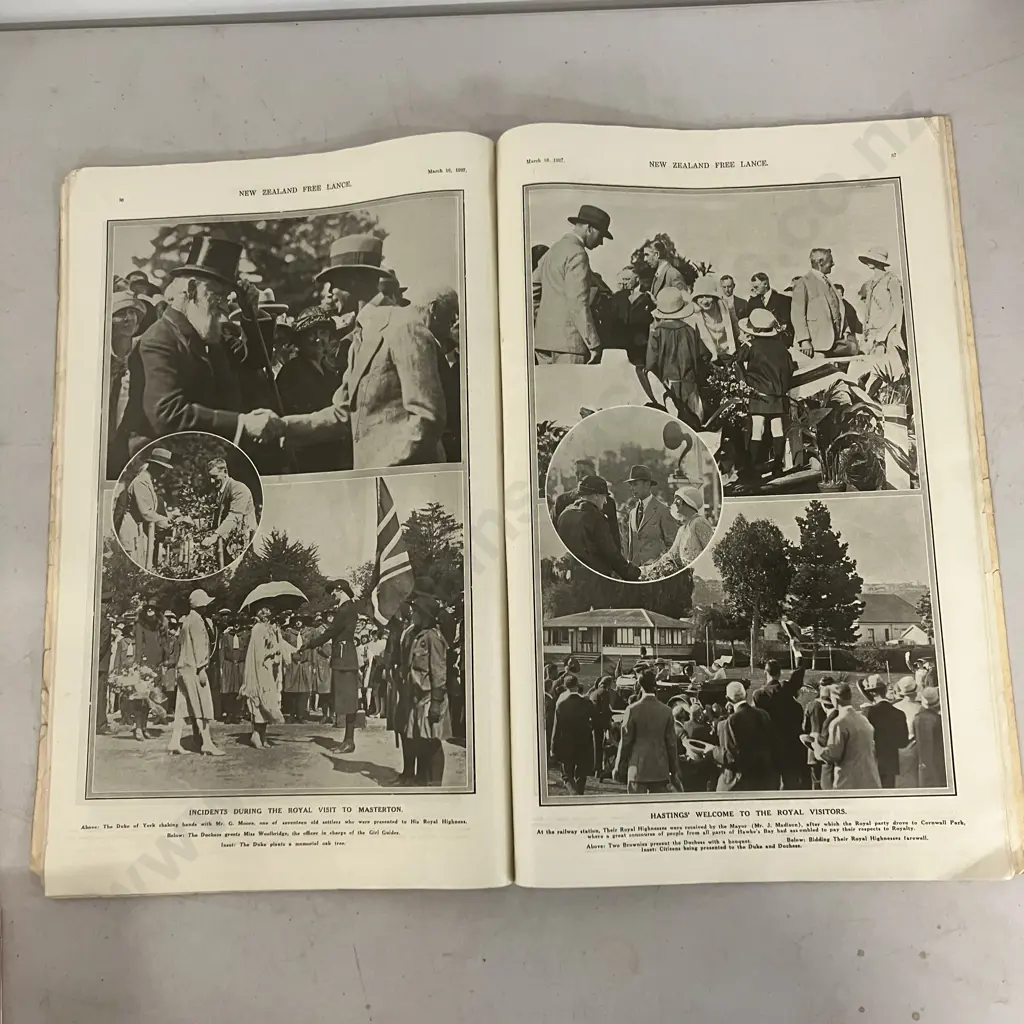 March 16, 1927.
NEW ZEALAND FREE LANCE.
INCIDENTS DURING THE ROYAL VISIT TO MASTERTON.
Above: The Duke of York shaking hands with Mr. G. Moore, one of seventeen old settlers who were presented to His Royal Highness.
Below: The Duchess greets Miss Woolbridge, the officer in charge of the Girl Guides.
Inset: The Duke plants a memorial oak tree.
March 16, 1927.
NEW ZEALAND FREE LANCE.
37
HASTINGS' WELCOME TO THE ROYAL VISITORS.
At the railway station, Their Royal Highnesses were received by the Mayor (Mr. J. Madison), after which the Royal party drove to Cornwall Park,
where a great concourse of people from all parts of Hawke's Bay had assembled to pay their respects to Royalty.
Above: Two Brownies present the Duchess with a bouquet. Below: Bidding Their Royal Highnesses farewell.
Inset: Citizens being presented to the Duke and Duchess.